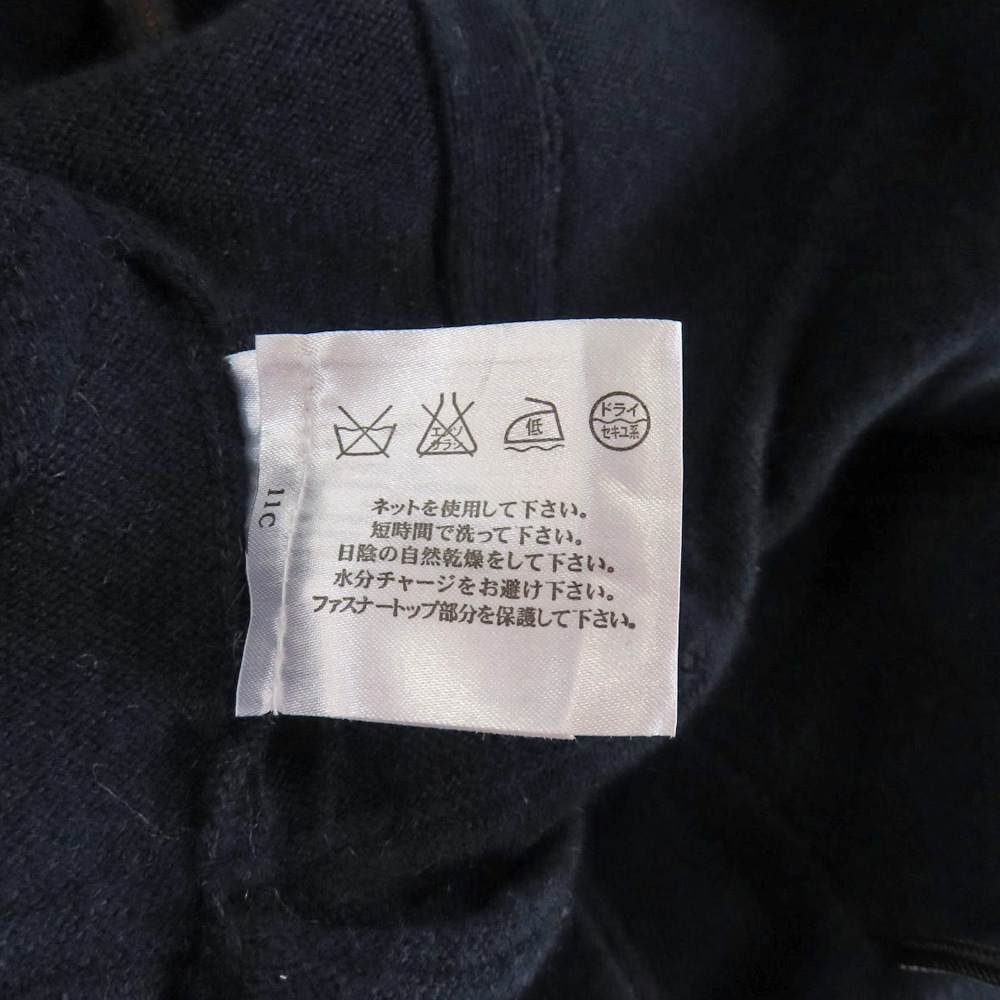 エンソ
サラシ
低
ドライ
セキユ系
11C
ネットを使用して下さい。
短時間で洗って下さい。
日陰の自然乾燥をして下さい。
水分チャージをお避け下さい。
ファスナートップ部分を保護して下さい。